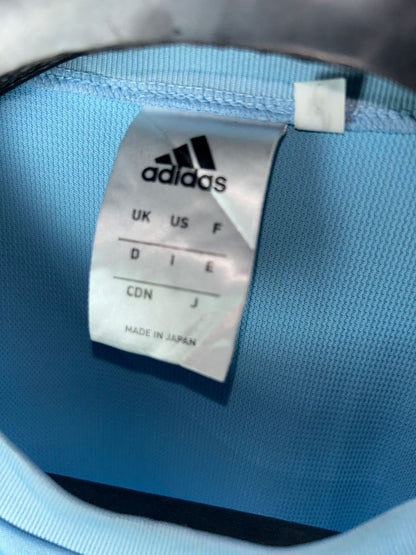 adidas
UK US F
D I E
CDN J
MADE IN JAPAN